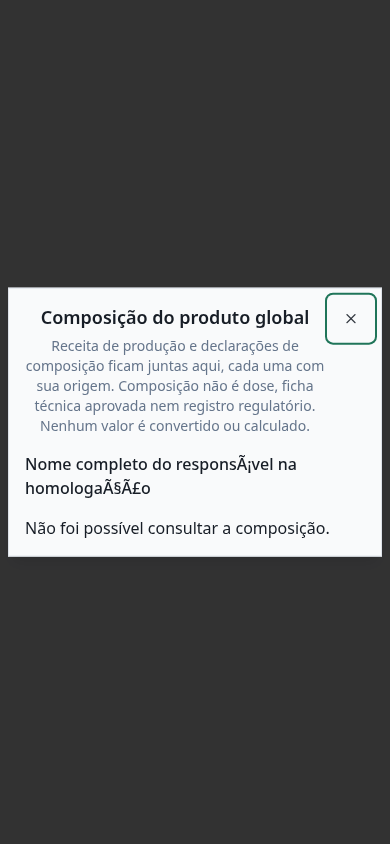 Composição do produto global
Receita de produção e declarações de
composição ficam juntas aqui, cada uma com
sua origem. Composição não é dose, ficha
técnica aprovada nem registro regulatório.
Nenhum valor é convertido ou calculado.
Nome completo do responsÃ¡vel na
homologaÃ§Ã£o
Não foi possível consultar a composição.